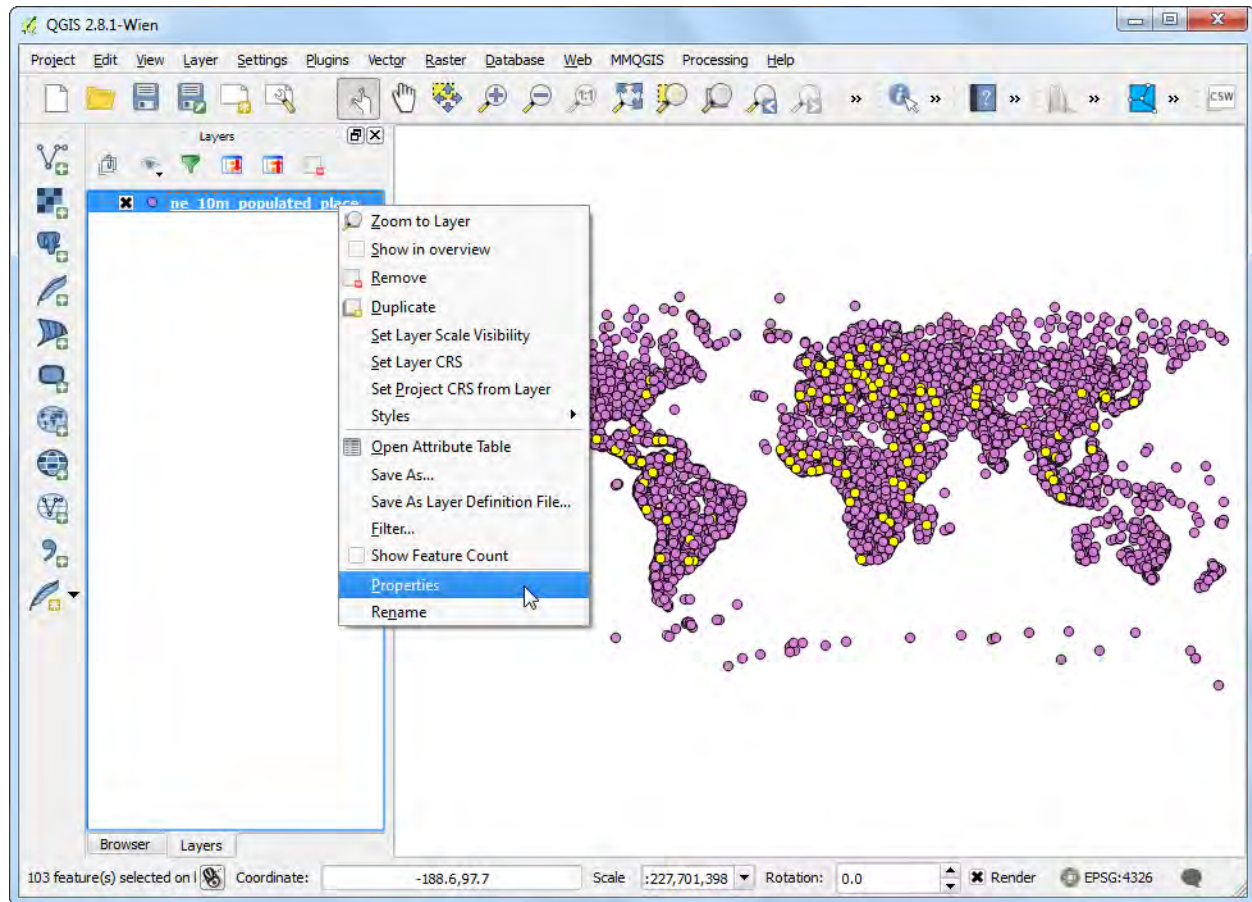 QGIS 2.8.1-Wien
Project Edit View Layer Settings Plugins Vector Raster Database Web MMQGIS Processing Help
CSW
Layers
ne_10m_populated_place
Zoom to Layer
Show in overview
Remove
Duplicate
Set Layer Scale Visibility
Set Layer CRS
Set Project CRS from Layer
Styles
Open Attribute Table
Save As...
Save As Layer Definition File...
Filter...
Show Feature Count
Properties
Rename
Browser Layers
103 feature(s) selected on Coordinate: -188.6,97.7 Scale :227,701,398 Rotation: 0.0 Render EPSG:4326